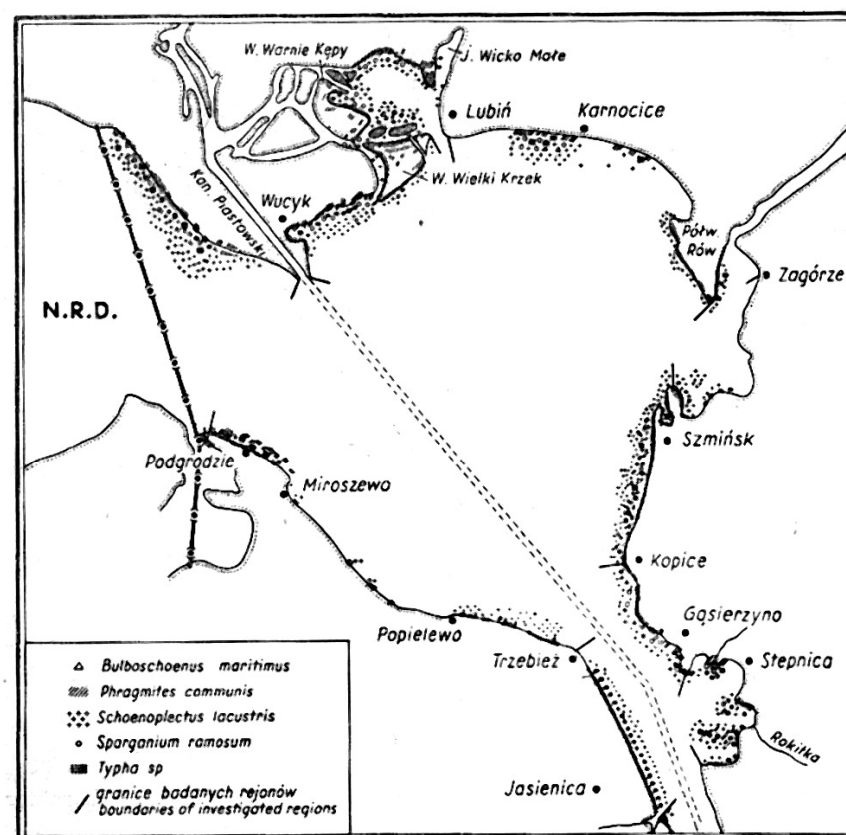 W. Warnie Kępy
J. Wicko Małe
Lubiń
Karnocice
W. Wielki Krzek
Kan. Piastowsk.
Wucyk
Półw.
Rów
Zagórze
N.R.D.
Szmińsk
Podgrodzie
Miroszewo
Kopice
Gąsierzyno
Popielewo
Trzebież
Stepnica
Rokitka
Jasienica
Bulboschoenus maritimus
Phragmites communis
Schoenoplectus lacustris
Sparganium ramosum
Typha sp
granice badanych rejonów
boundaries of investigated regions